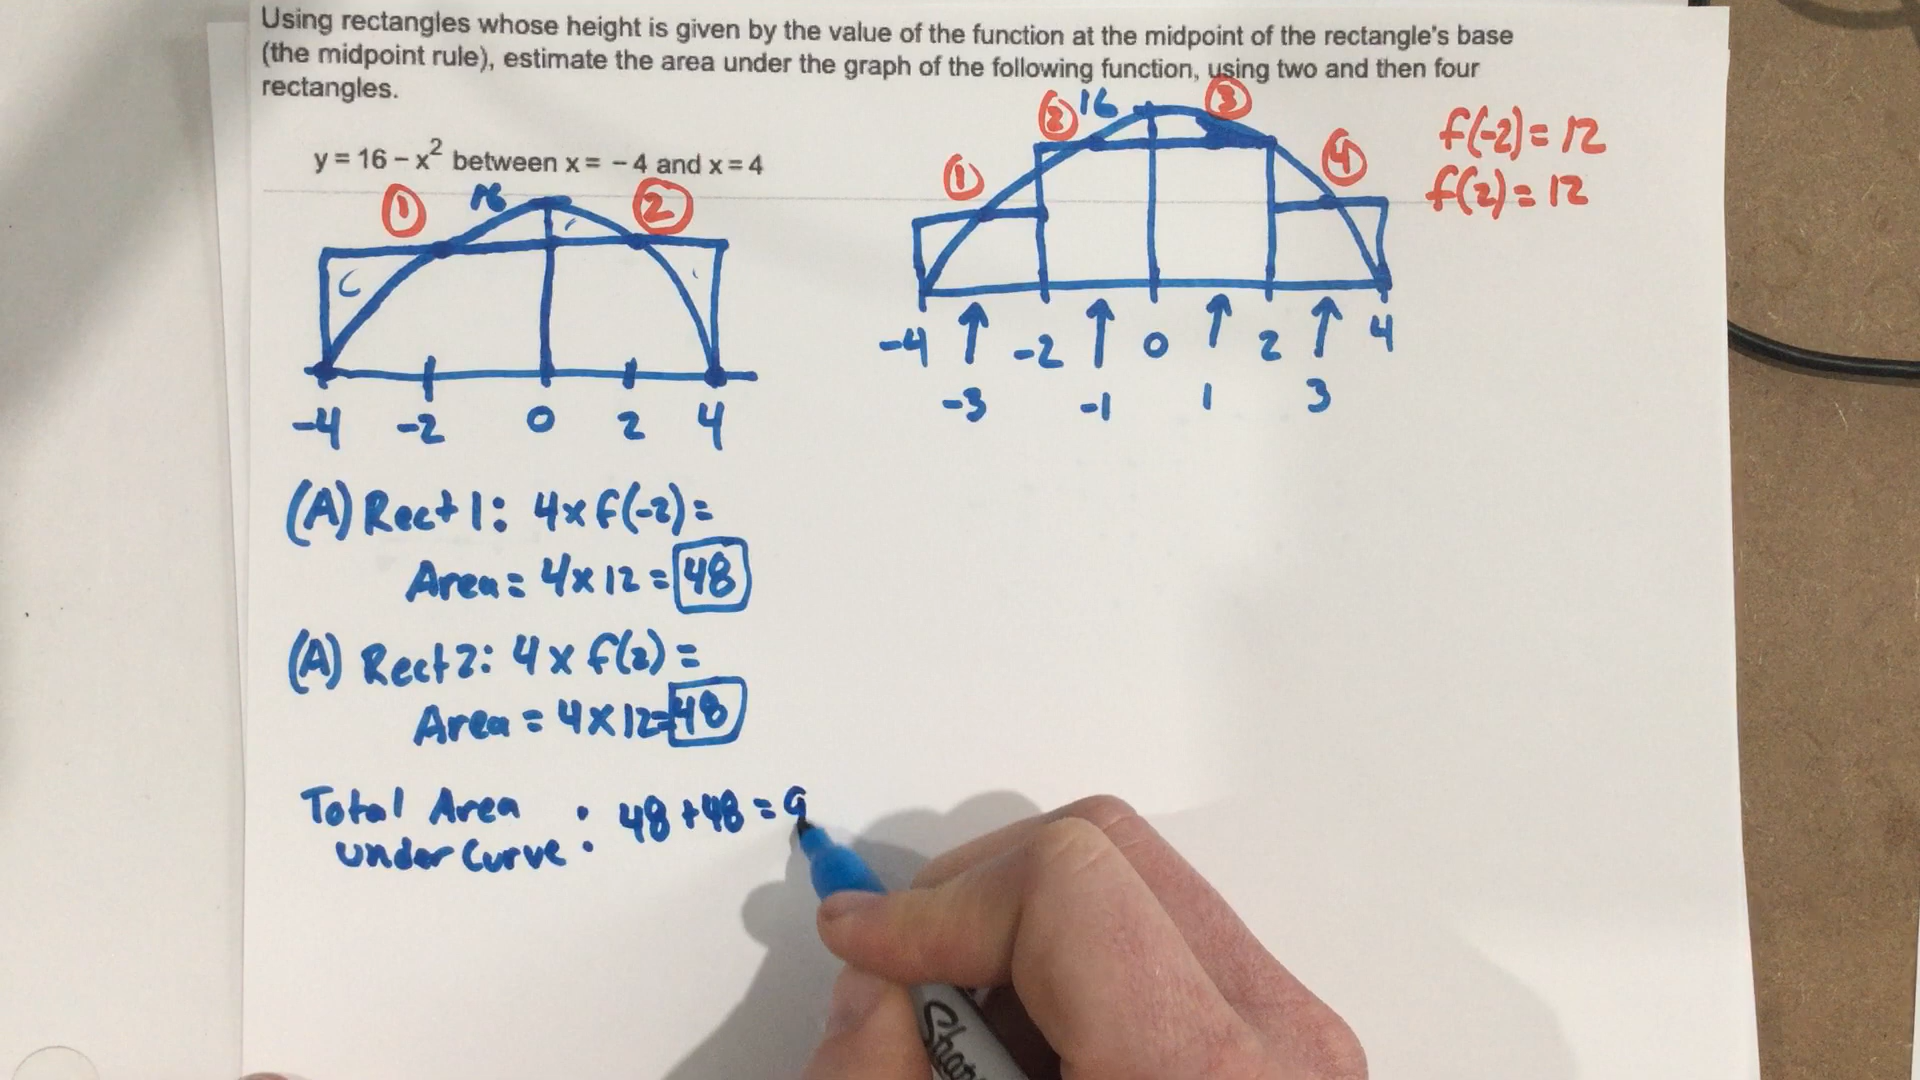 Using rectangles whose height is given by the value of the function at the midpoint of the rectangle's base
(the midpoint rule), estimate the area under the graph of the following function, using two and then four
rectangles.
y = 16 – x² between x = – 4 and x = 4
① 16 ②
-4 -2 0 2 4
(A) Rect 1: 4 x f(-2) =
Area = 4 x 12 = 48
(A) Rect 2: 4 x f(2) =
Area = 4 x 12 = 48
Total Area
under Curve : 48 + 48 = 9
② 16 ③
① ④
-4 -2 0 2 4
-3 -1 1 3
f(-2) = 12
f(2) = 12